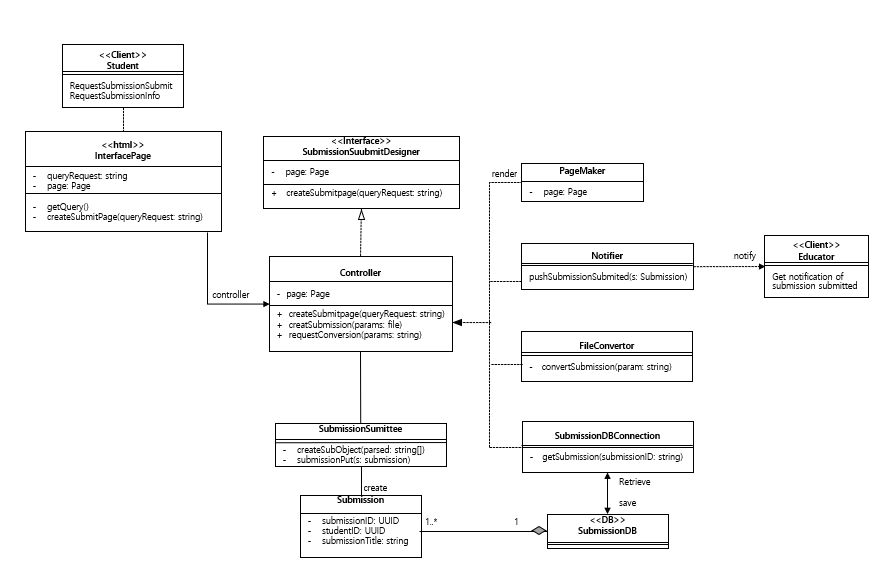 <<Client>>
Student
RequestSubmissionSubmit
RequestSubmissionInfo
<<html>>
InterfacePage
- queryRequest: string
- page: Page
- getQuery()
- createSubmitPage(queryRequest: string)
<<Interface>>
SubmissionSuubmitDesigner
- page: Page
+ createSubmitpage(queryRequest: string)
render
PageMaker
- page: Page
Notifier
pushSubmissionSubmited(s: Submission)
notify
<<Client>>
Educator
Get notification of
submission submitted
controller
Controller
- page: Page
+ createSubmitpage(queryRequest: string)
+ creatSubmission(params: file)
+ requestConversion(params: string)
FileConvertor
- convertSubmission(param: string)
SubmissionSumittee
- createSubObject(parsed: string[])
- submissionPut(s: submission)
SubmissionDBConnection
- getSubmission(submissionID: string)
Retrieve
save
create
Submission
- submissionID: UUID
- studentID: UUID
- submissionTitle: string
1..*
1
<<DB>>
SubmissionDB